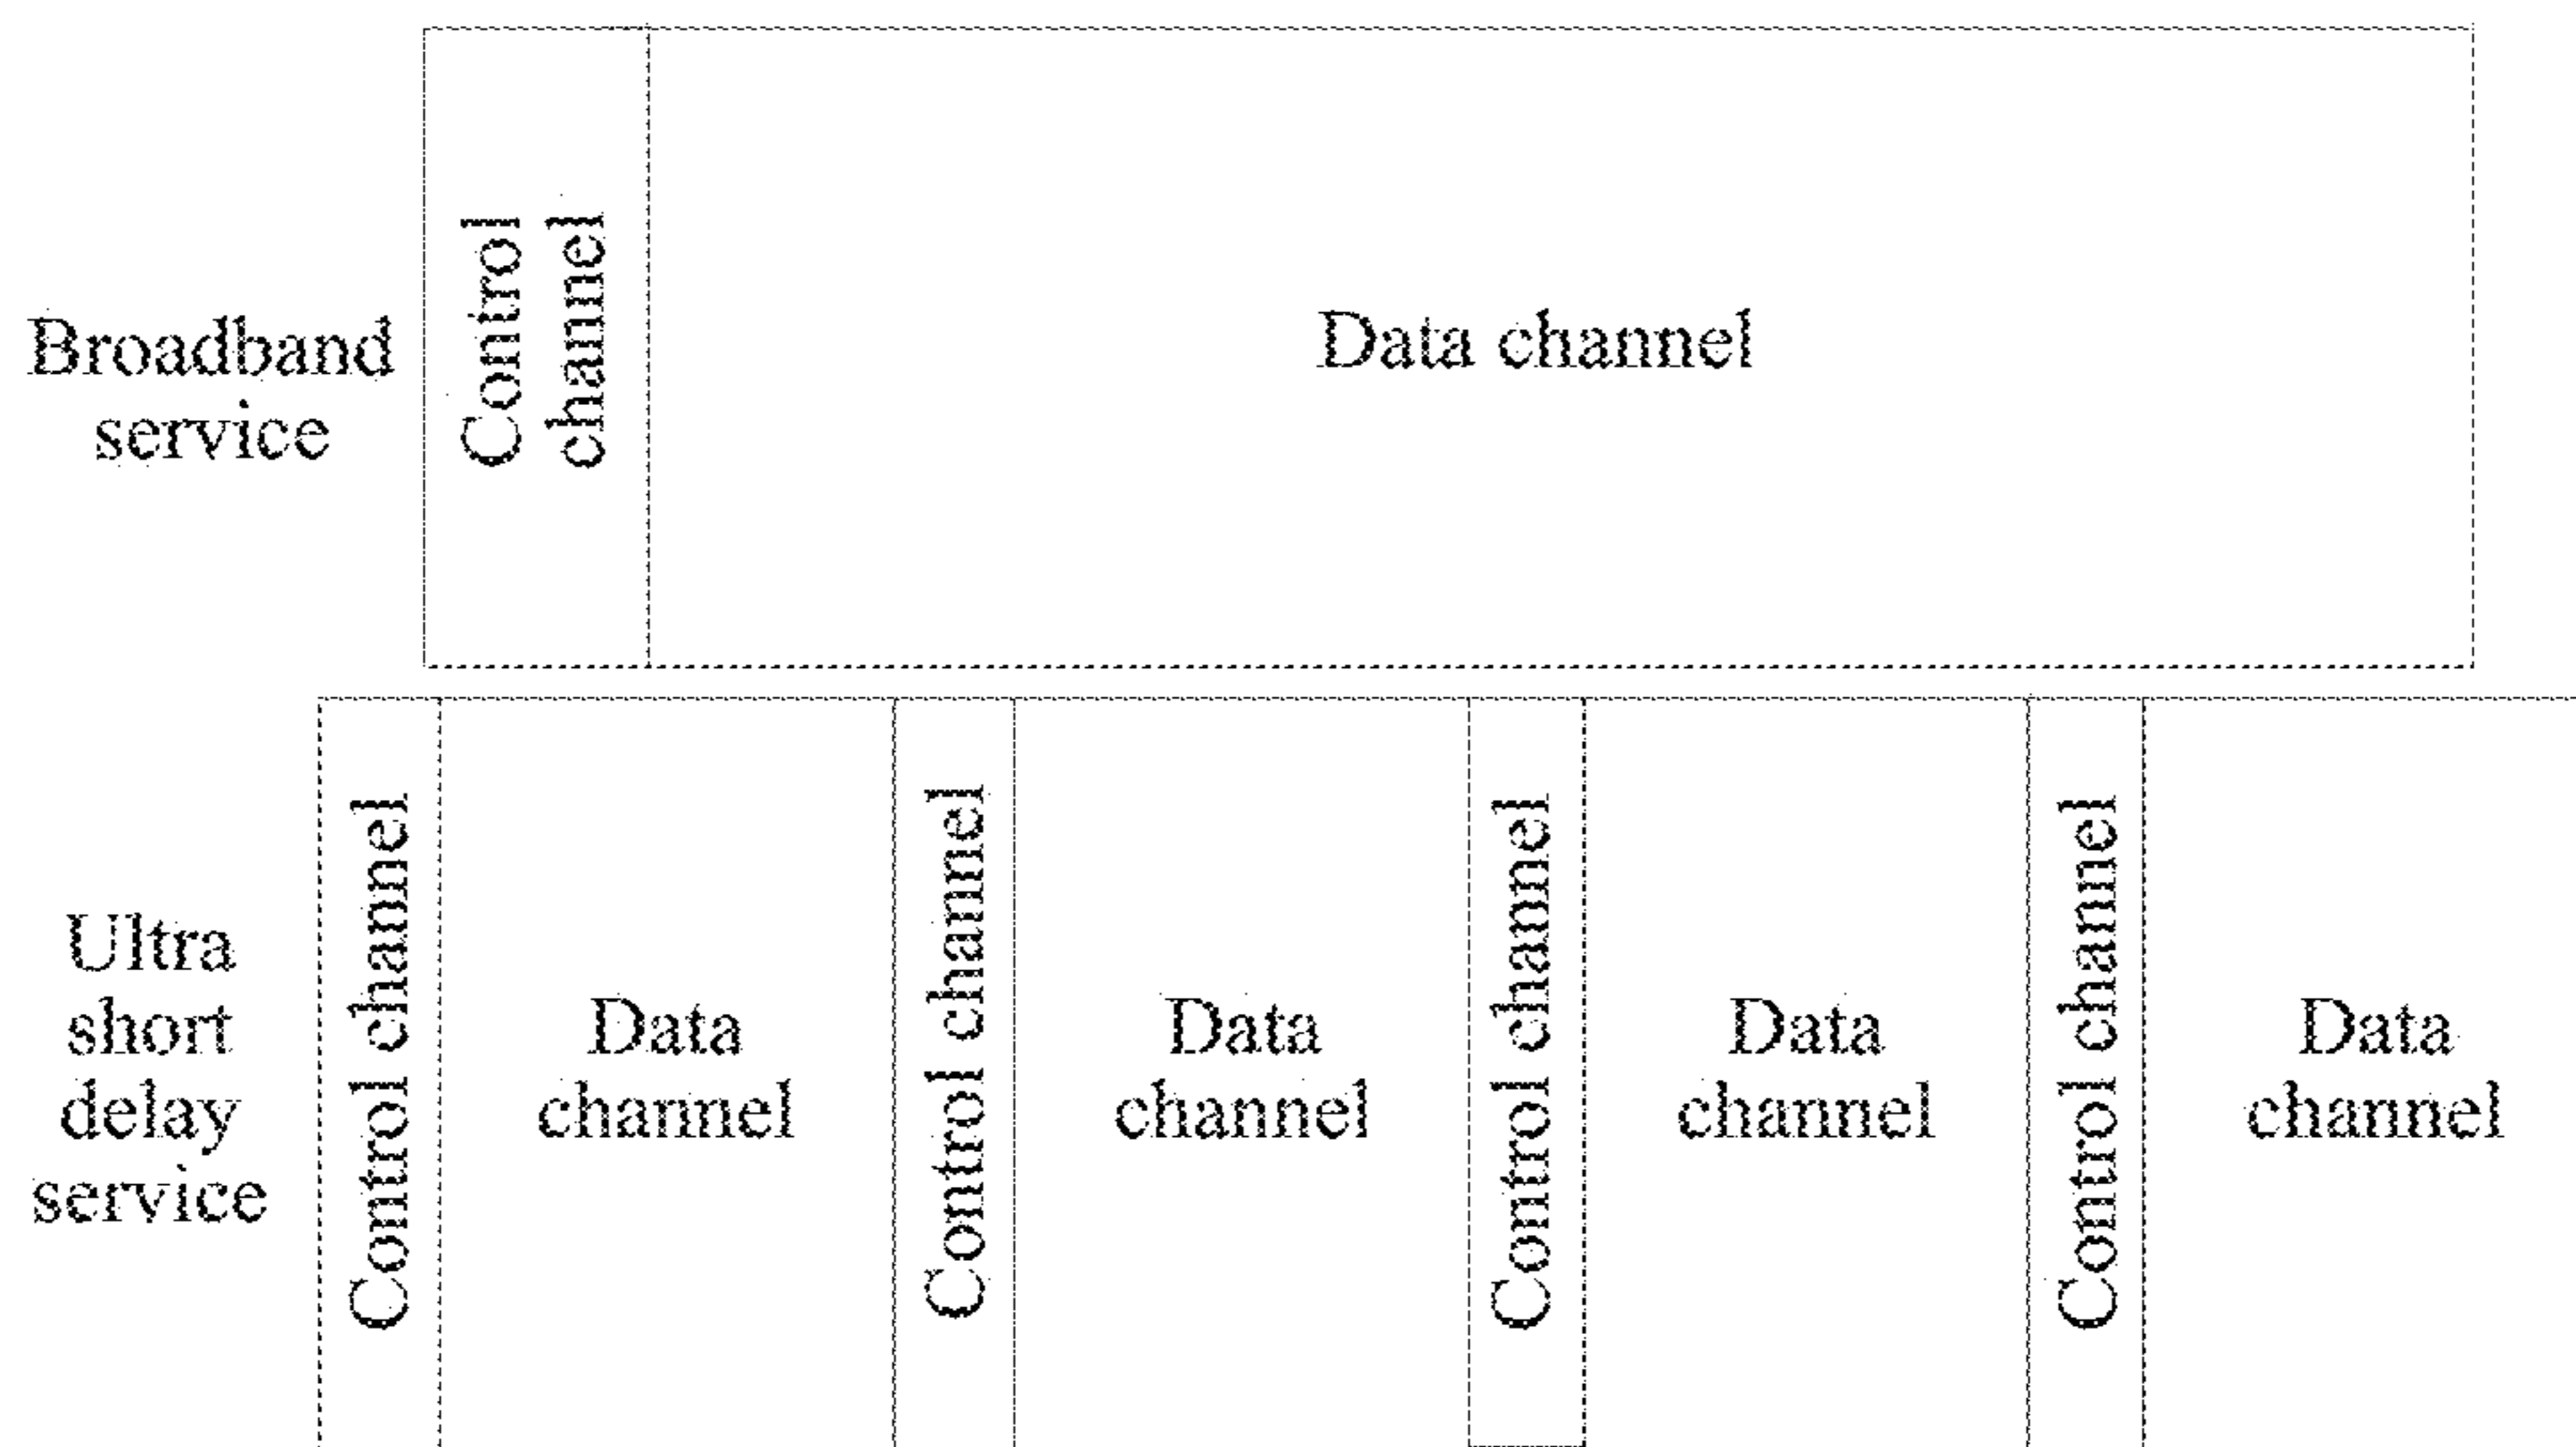 Broadband
service
Control
channel
Data channel
Ultra
short
delay
service
Control channel
Data
channel
Control channel
Data
channel
Control channel
Data
channel
Control channel
Data
channel